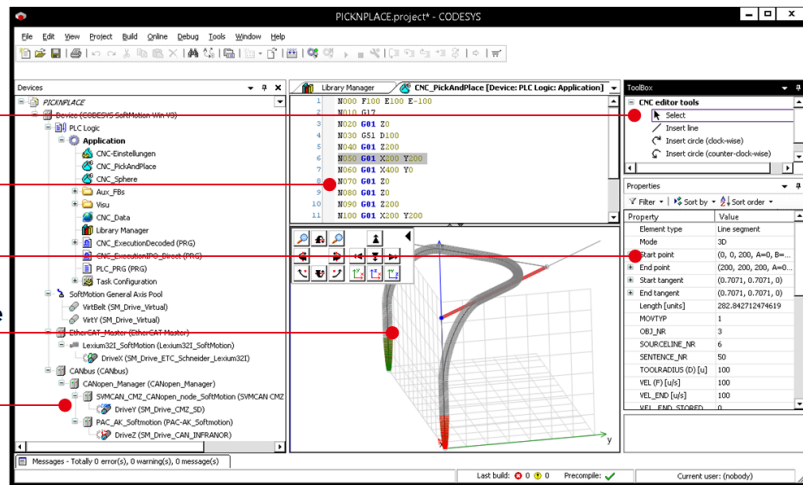 PICKNPLACE.project* - CODESYS
File Edit View Project Build Online Debug Tools Window Help
Devices
PICKNPLACE
Device (CODESYS SoftMotion Win V3)
PLC Logic
Application
CNC-Einstellungen
CNC_PickAndPlace
CNC_Sphere
Aux_FBs
Visu
CNC_Data
Library Manager
CNC_ExecutionDecoded (PRG)
CNC_ExecutionIPO_Direct (PRG)
PLC_PRG (PRG)
Task Configuration
SoftMotion General Axis Pool
VirtBelt (SM_Drive_Virtual)
VirtY (SM_Drive_Virtual)
EtherCAT_Master (EtherCAT Master)
Lexium32I_SoftMotion (Lexium32I_SoftMotion)
DriveX (SM_Drive_ETC_Schneider_Lexium32I)
CANbus (CANbus)
CANopen_Manager (CANopen_Manager)
SVMCAN_CMZ_CANopen_node_SoftMotion (SVMCAN CMZ
DriveY (SM_Drive_CMZ_SD)
PAC_AK_Softmotion (PAC-AK_Softmotion)
DriveZ (SM_Drive_CAN_INFRANOR)
Library Manager
CNC_PickAndPlace [Device: PLC Logic: Application]
1 N000 F100 E100 E-100
2 N010 G17
3 N020 G01 Z0
4 N030 G51 D100
5 N040 G01 Z200
6 N050 G01 X200 Y200
7 N060 G01 X400 Y0
8 N070 G01 Z0
9 N080 G01 Z0
10 N090 G01 Z200
11 N100 G01 X200 Y200
y
ToolBox
CNC editor tools
Select
Insert line
Insert circle (clock-wise)
Insert circle (counter-clock-wise)
Properties
Filter Sort by Sort order
Property Value
Element type Line segment
Mode 3D
Start point (0, 0, 200, A=0, B=...
End point (200, 200, 200, A=0...
Start tangent (0.7071, 0.7071, 0)
End tangent (0.7071, 0.7071, 0)
Length [units] 282.842712474619
MOVTYP 1
OBJ_NR 3
SOURCELINE_NR 6
SENTENCE_NR 50
TOOLRADIUS (D) [u] 100
VEL (F) [u/s] 100
VEL_END [u/s] 100
VEL_END_STORED 0
Messages - Totally 0 error(s), 0 warning(s), 0 message(s)
Last build: 0 0 Precompile: Current user: (nobody)
e